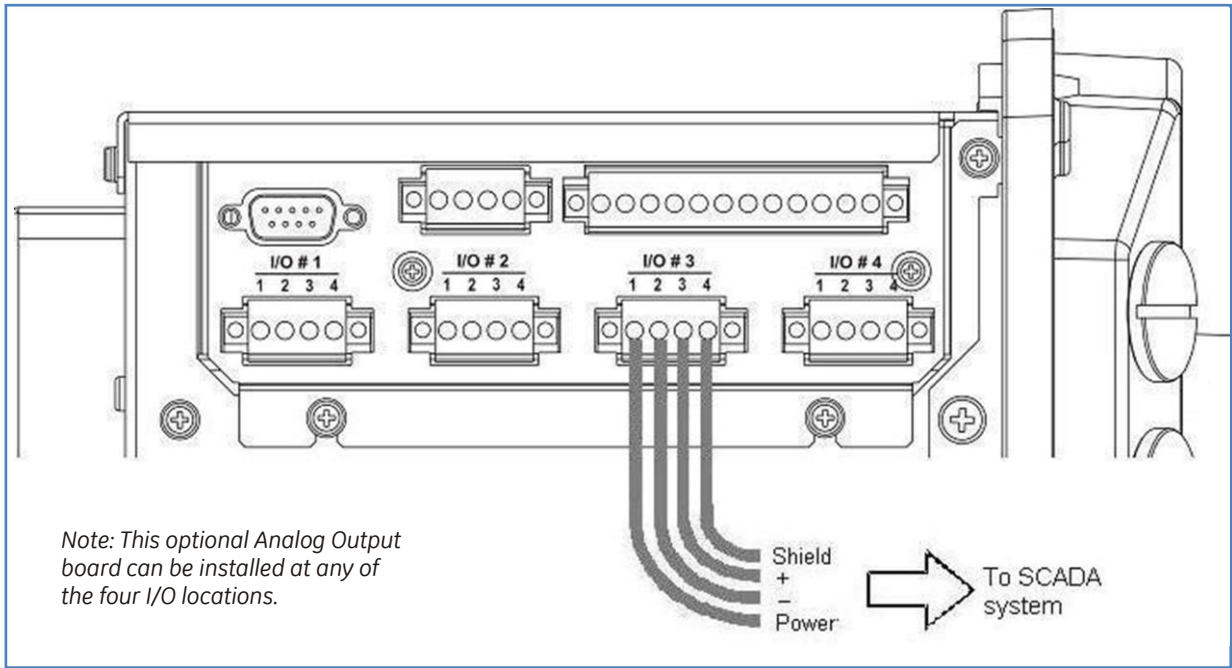 I/O # 1
1 2 3 4
I/O # 2
1 2 3 4
I/O # 3
1 2 3 4
I/O # 4
1 2 3 4
Note: This optional Analog Output
board can be installed at any of
the four I/O locations.
Shield
+
–
Power
To SCADA
system